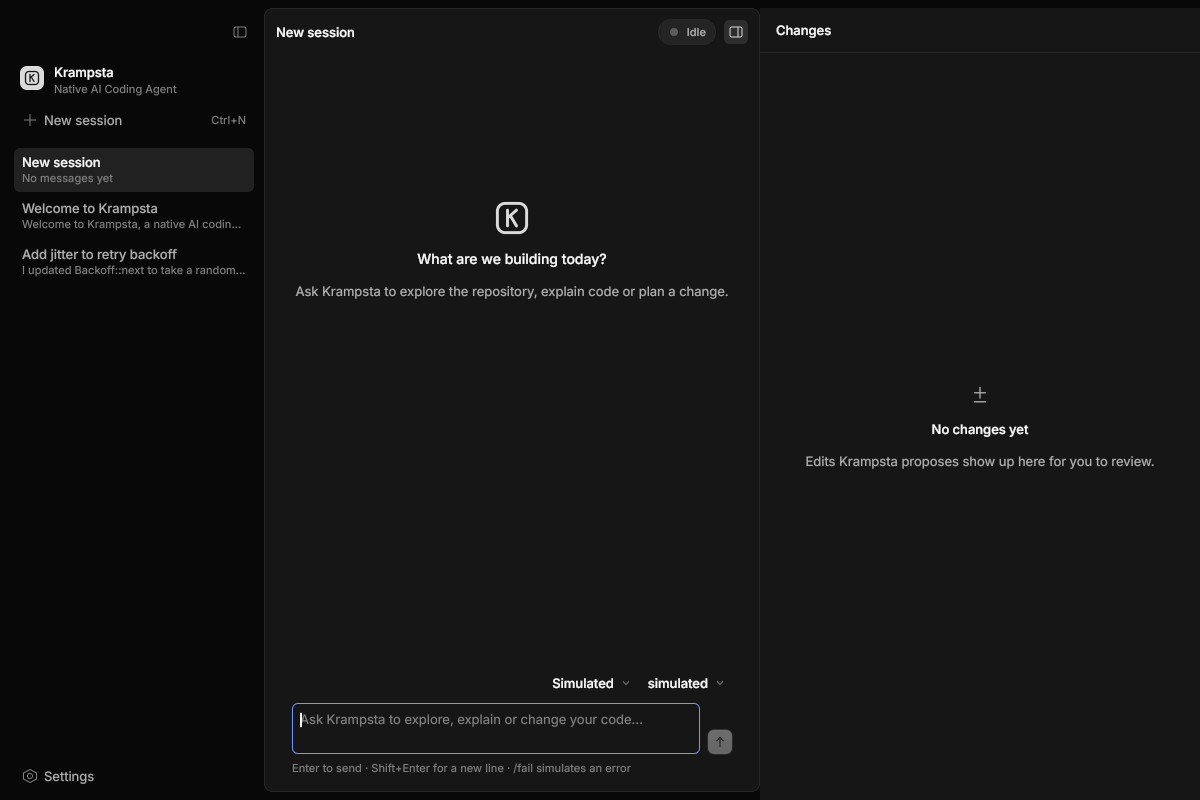 Krampsta
Native AI Coding Agent
New session
Ctrl+N
New session
No messages yet
Welcome to Krampsta
Welcome to Krampsta, a native AI codin...
Add jitter to retry backoff
I updated Backoff::next to take a random...
Settings
New session
Idle
K
What are we building today?
Ask Krampsta to explore the repository, explain code or plan a change.
Simulated
simulated
Ask Krampsta to explore, explain or change your code...
Enter to send · Shift+Enter for a new line · /fail simulates an error
Changes
No changes yet
Edits Krampsta proposes show up here for you to review.